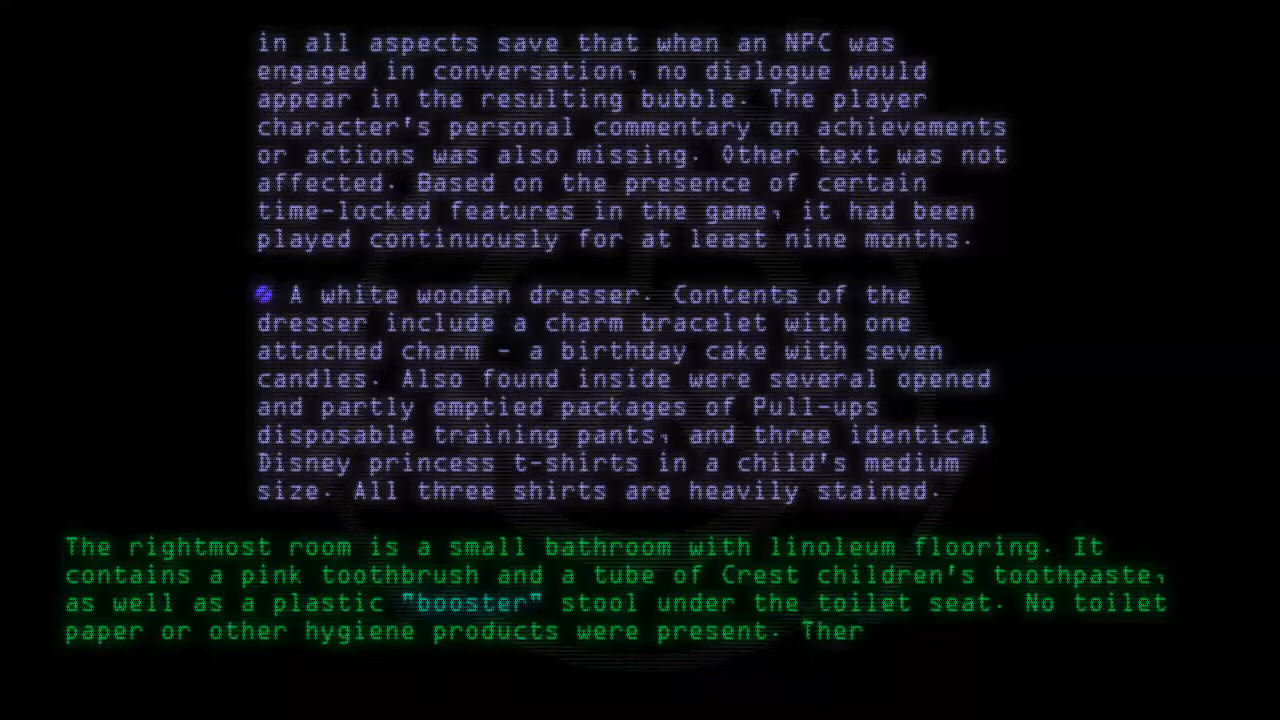 in all aspects save that when an NPC was
engaged in conversation, no dialogue would
appear in the resulting bubble. The player
character's personal commentary on achievements
or actions was also missing. Other text was not
affected. Based on the presence of certain
time-locked features in the game, it had been
played continuously for at least nine months.
A white wooden dresser. Contents of the
dresser include a charm bracelet with one
attached charm - a birthday cake with seven
candles. Also found inside were several opened
and partly emptied packages of Pull-ups
disposable training pants, and three identical
Disney princess t-shirts in a child's medium
size. All three shirts are heavily stained.
The rightmost room is a small bathroom with linoleum flooring. It
contains a pink toothbrush and a tube of Crest children's toothpaste,
as well as a plastic "booster" stool under the toilet seat. No toilet
paper or other hygiene products were present. Ther